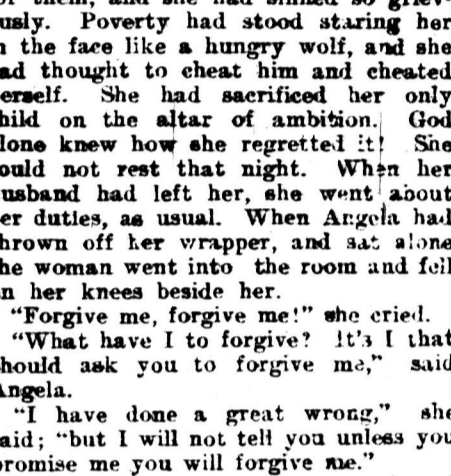 of them, and she had sinned so griev-
usly. Poverty had stood staring her
n the face like a hungry wolf, and she
ad thought to cheat him and cheated
erself. She had sacrificed her only
hild on the altar of ambition. God
lone knew how she regretted it! She
ould not rest that night. When her
usband had left her, she went about
er duties, as usual. When Angela had
hrown off her wrapper, and sat alone
he woman went into the room and fell
n her knees beside her.
"Forgive me, forgive me!" she cried.
"What have I to forgive? It's I that
hould ask you to forgive me," said
Angela.
"I have done a great wrong," she
aid; "but I will not tell you unless you
promise me you will forgive me."